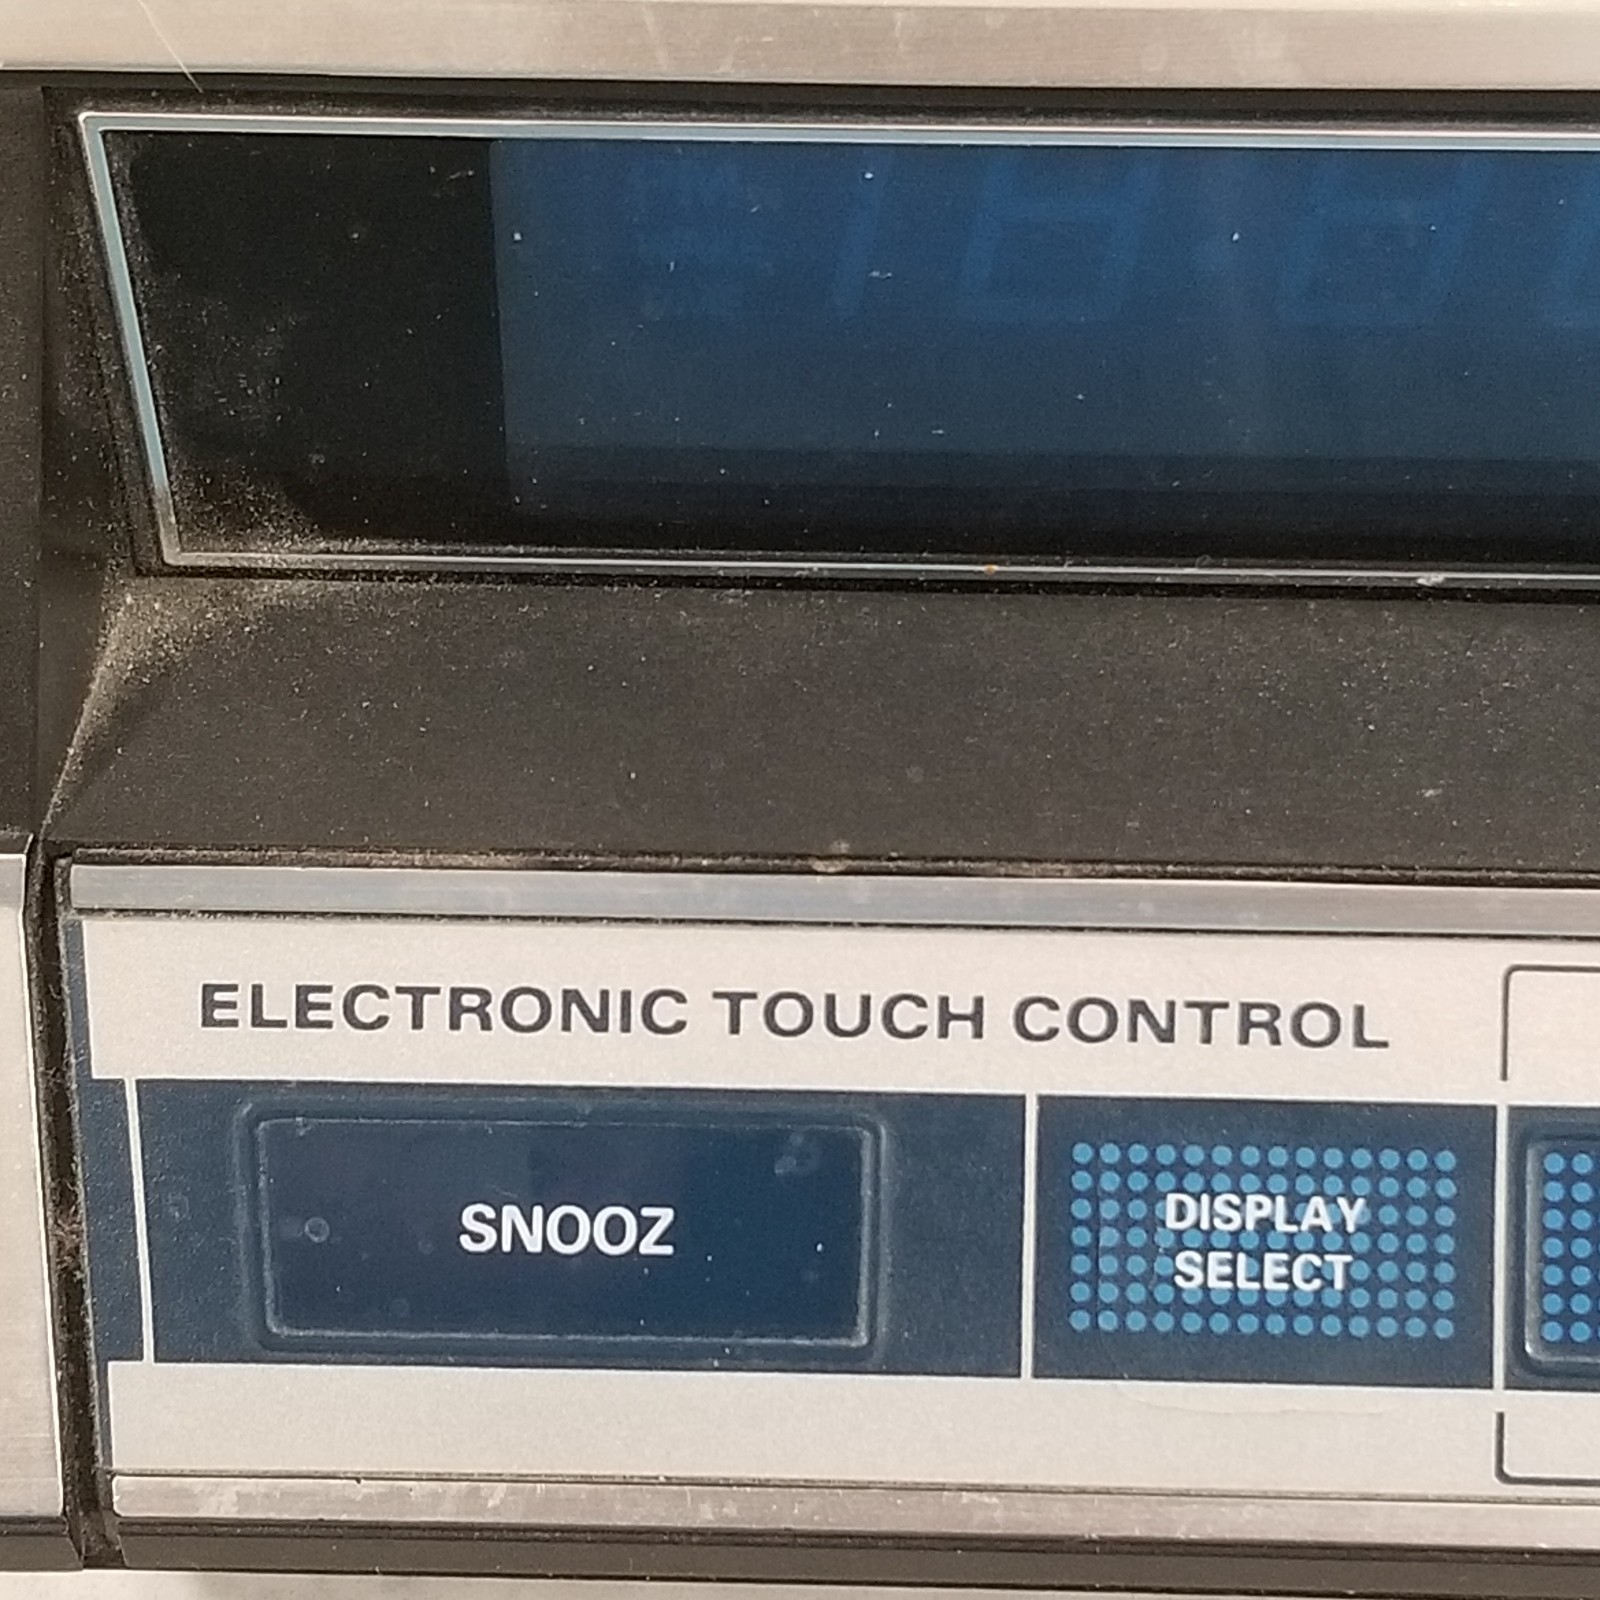 ELECTRONIC TOUCH CONTROL
SNOOZ
DISPLAY
SELECT